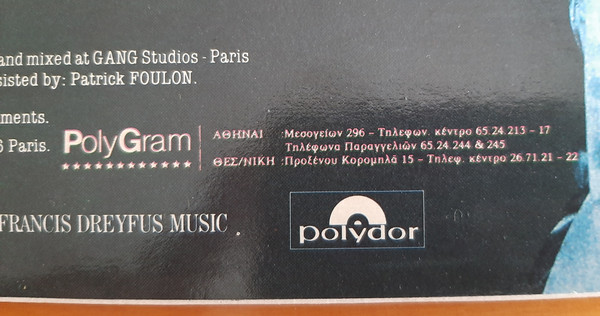 and mixed at GANG Studios - Paris
sisted by: Patrick FOULON.
ments.
6 Paris.
PolyGram
ΑΘΗΝΑΙ : Μεσογείων 296 – Τηλεφων. κέντρο 65.24.213 – 17
Τηλέφωνα Παραγγελιών 65.24.244 & 245
ΘΕΣ/ΝΙΚΗ : Προξένου Κορομηλά 15 – Τηλεφ. κέντρο 26.71.21 – 22
FRANCIS DREYFUS MUSIC .
polydor